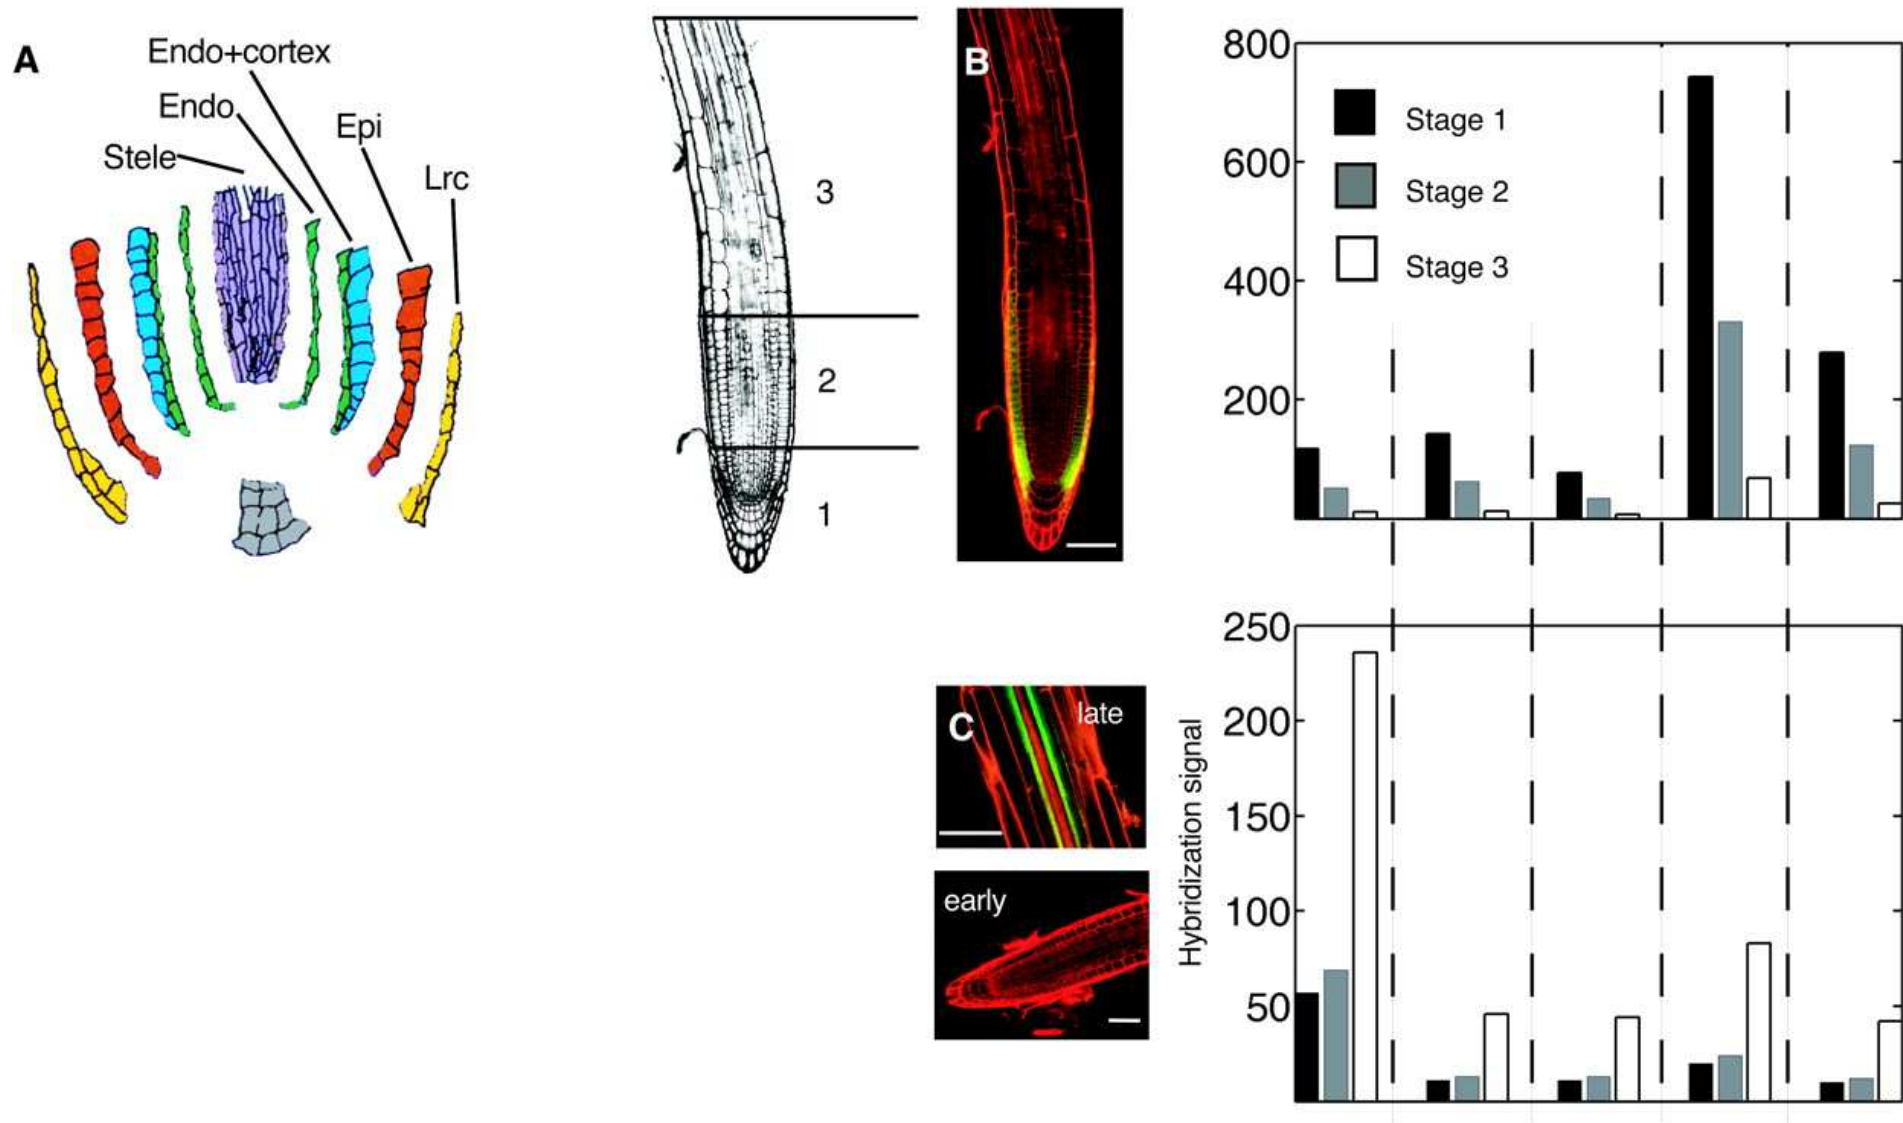 A
Endo+cortex
Endo
Epi
Stele
Lrc
3
2
1
B
800
600
400
200
Stage 1
Stage 2
Stage 3
C
late
early
Hybridization signal
250
200
150
100
50